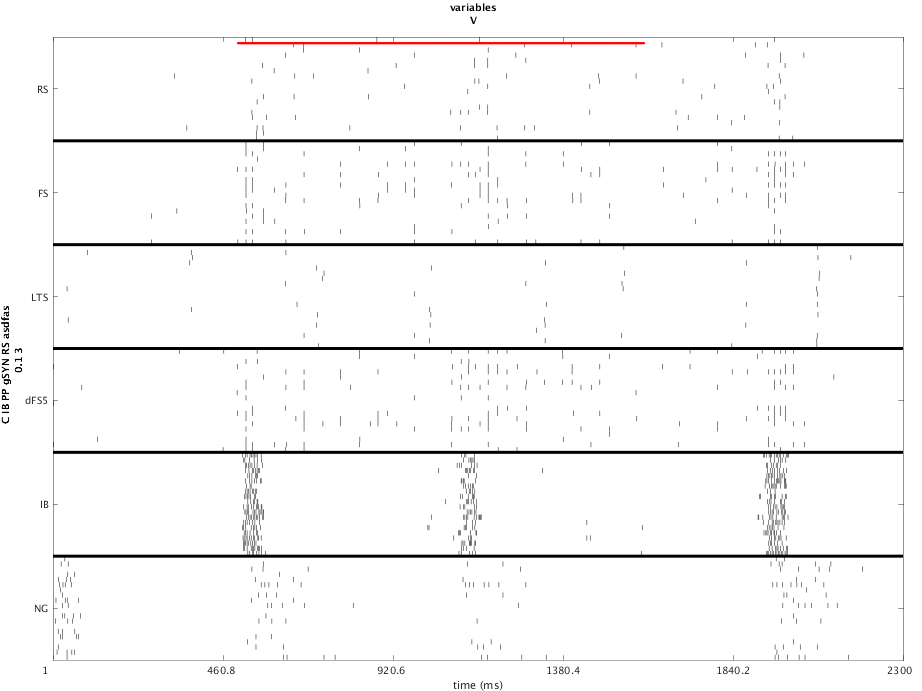 variables
V
RS
FS
LTS
dFS5
IB
NG
C IB PP gSYN RS asdfas
0.1 3
1
460.8
920.6
1380.4
1840.2
2300
time (ms)